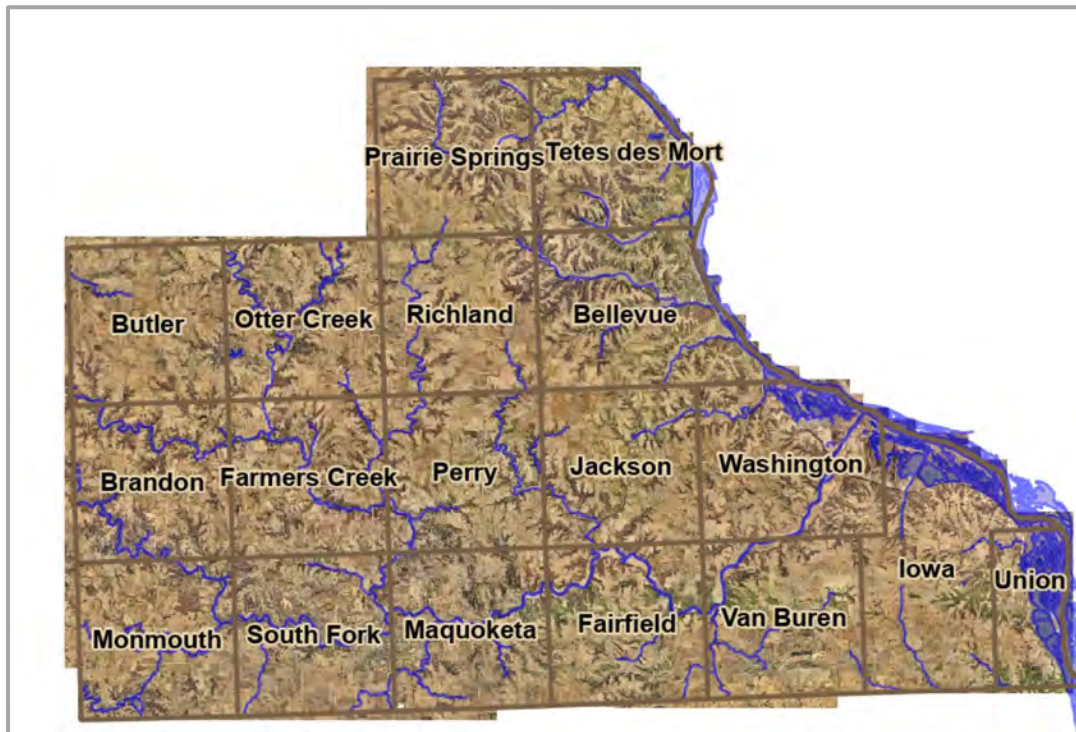 Prairie Springs
Tetes des Mort
Butler
Otter Creek
Richland
Bellevue
Brandon
Farmers Creek
Perry
Jackson
Washington
Monmouth
South Fork
Maquoketa
Fairfield
Van Buren
Iowa
Union